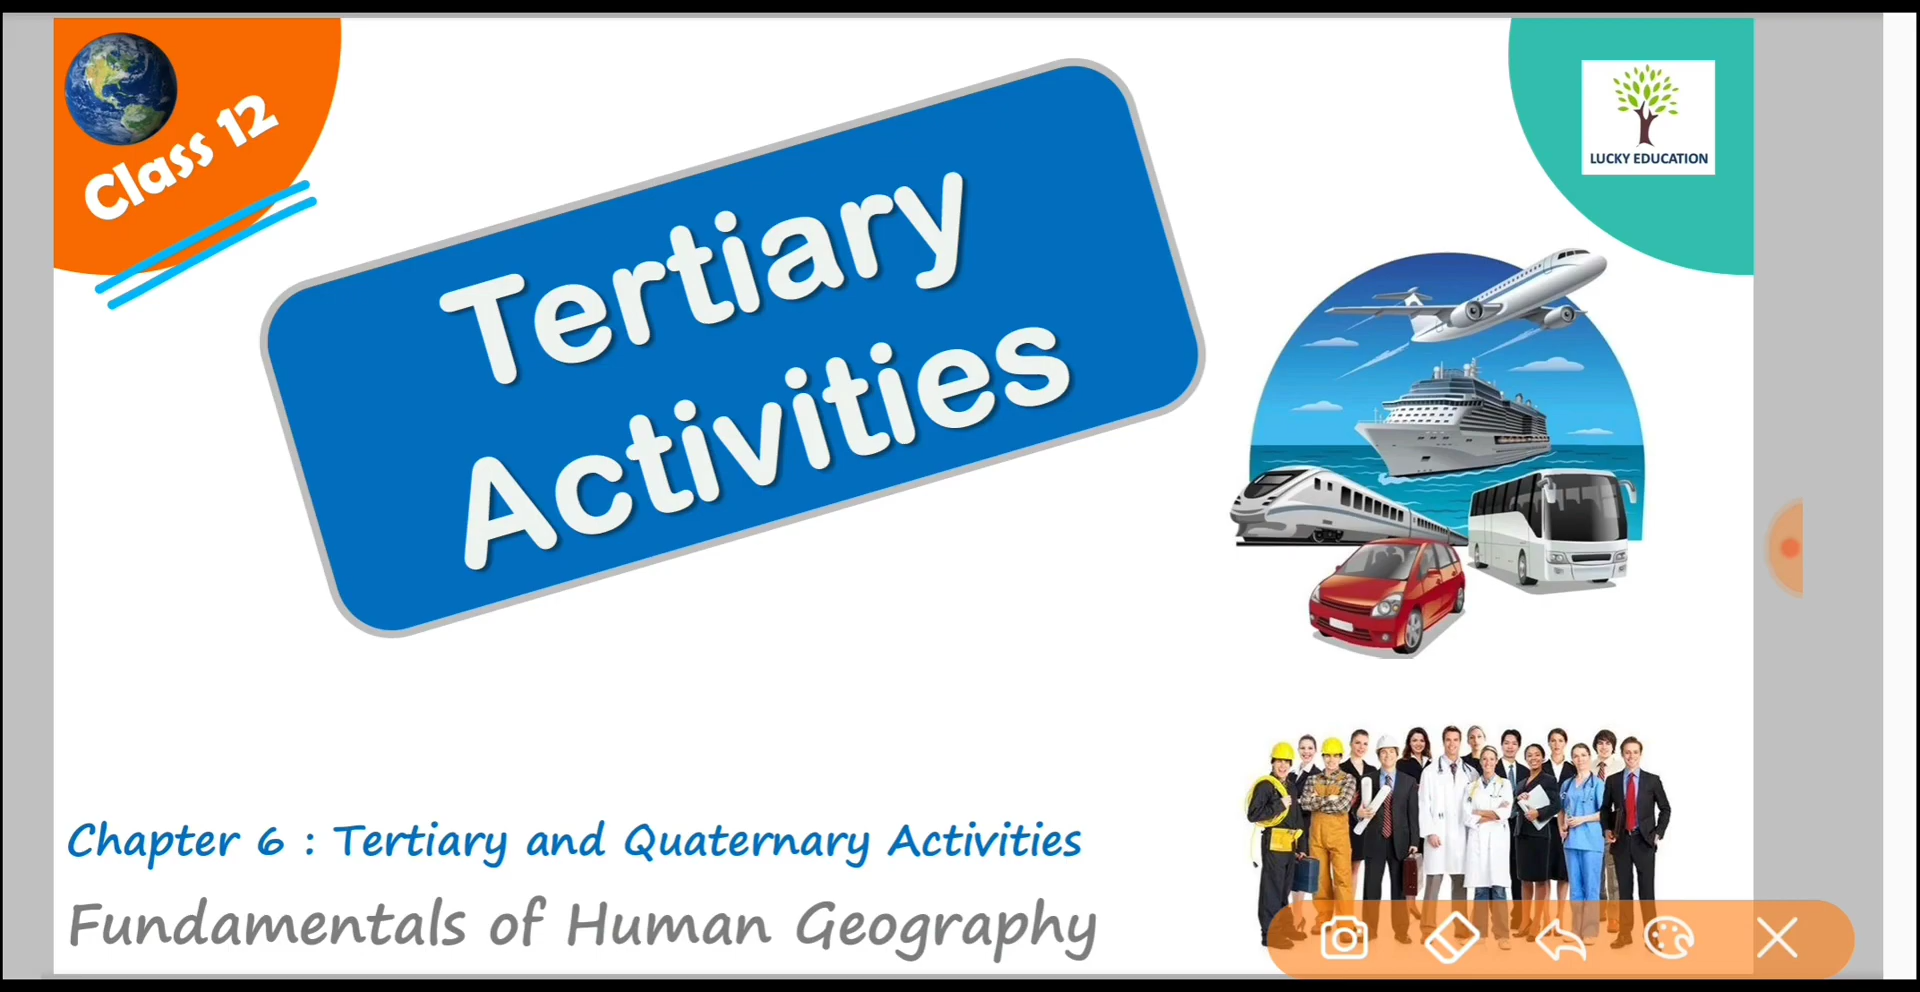 Class 12
LUCKY EDUCATION
Tertiary
Activities
Chapter 6 : Tertiary and Quaternary Activities
Fundamentals of Human Geography